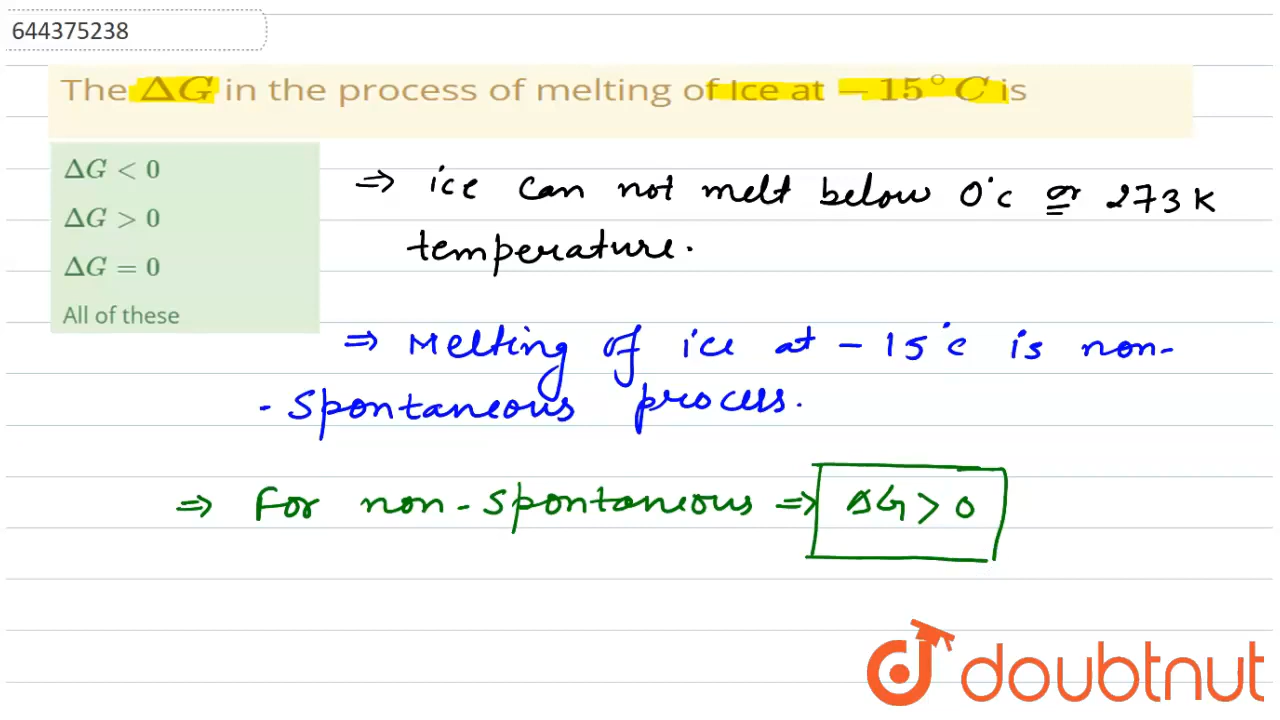 644375238
The ΔG in the process of melting of Ice at −15°C is
ΔG < 0
ΔG > 0
ΔG = 0
All of these
⇒ ice can not melt below 0°c or 273K
temperature.
⇒ Melting of ice at -15°c is non-
-spontaneous process.
⇒ For non-spontaneous ⇒ ΔG > 0
doubtnut